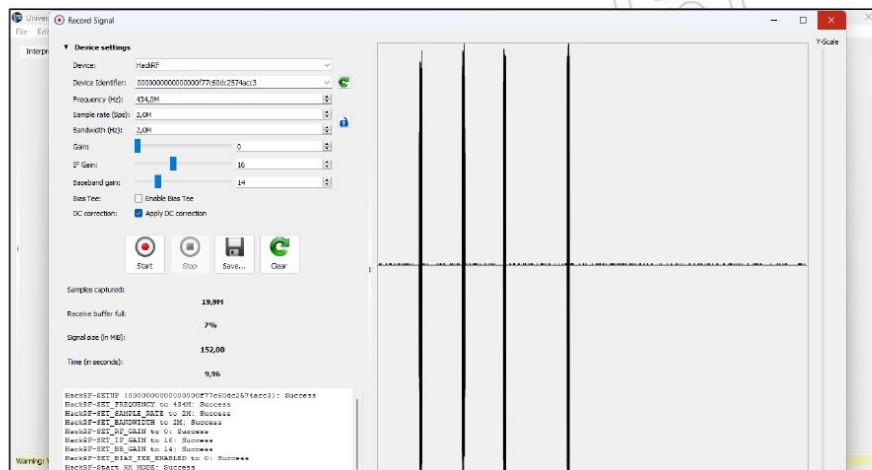 Univer
Record Signal
File Edi
Interpre
Y-Scale
▼ Device settings
Device: HackRF
Device Identifier: 0000000000000000f77c60dc2574acc3
Frequency (Hz): 434,0M
Sample rate (Sps): 2,0M
Bandwidth (Hz): 2,0M
Gain: 0
IF Gain: 16
Baseband gain: 14
Bias Tee: Enable Bias Tee
DC correction: Apply DC correction
Start Stop Save... Clear
Samples captured:
19,9M
Receive buffer full:
7%
Signal size (in MiB):
152,00
Time (in seconds):
9,96
HackRF-SETUP (0000000000000000f77c60dc2574acc3): Success
HackRF-SET_FREQUENCY to 434M: Success
HackRF-SET_SAMPLE_RATE to 2M: Success
HackRF-SET_BANDWIDTH to 2M: Success
HackRF-SET_RF_GAIN to 0: Success
HackRF-SET_IF_GAIN to 16: Success
HackRF-SET_BB_GAIN to 14: Success
HackRF-SET_BIAS_TEE_ENABLED to 0: Success
HackRF-Start RX MODE: Success
Warning: Y